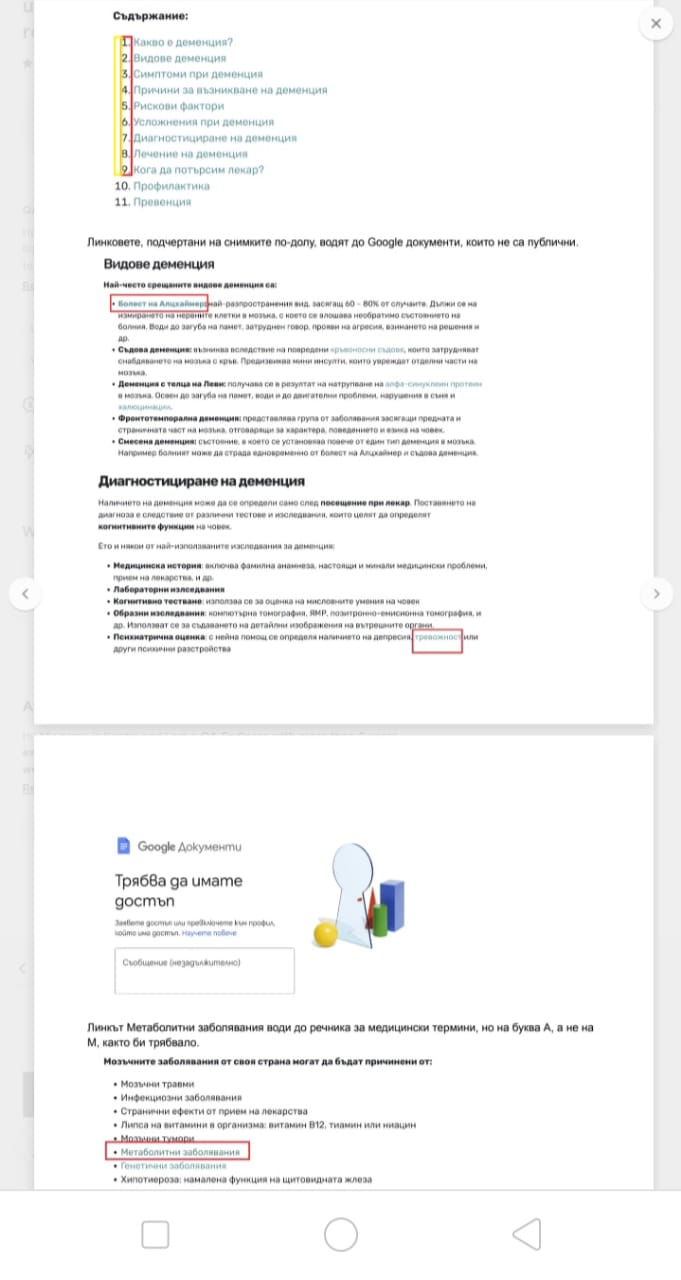 Съдържание:
1. Какво е деменция?
2. Видове деменция
3. Симптоми при деменция
4. Причини за възникване на деменция
5. Рискови фактори
6. Усложнения при деменция
7. Диагностициране на деменция
8. Лечение на деменция
9. Кога да потърсим лекар?
10. Профилактика
11. Превенция
Линковете, подчертани на снимките по-долу, водят до Google документи, които не са публични.
Видове деменция
Най-често срещаните видове деменция са:
• Болест на Алцхаймер: най-разпространения вид, засягащ 60 - 80% от случаите. Дължи се на
измирането на нервните клетки в мозъка, с което се влошава необратимо състоянието на
болния. Води до загуба на памет, затруднен говор, прояви на агресия, взимането на решения и
др.
• Съдова деменция: възниква вследствие на повредени кръвоносни съдове, които затрудняват
снабдяването на мозъка с кръв. Предизвиква мини инсулти, които увреждат отделни части на
мозъка.
• Деменция с телца на Леви: получава се в резултат на натрупване на алфа-синуклеин протеин
в мозъка. Освен до загуба на памет, води и до двигателни проблеми, нарушения в съня и
халюцинации.
• Фронтотемпорална деменция: представлява група от заболявания засягащи предната и
страничната част на мозъка, отговарящи за характера, поведението и езика на човек.
• Смесена деменция: състояние, в което се установява повече от един тип деменция в мозъка.
Например болният може да страда едновременно от болест на Алцхаймер и съдова деменция.
Диагностициране на деменция
Наличието на деменция може да се определи само след посещение при лекар. Поставянето на
диагноза е следствие от различни тестове и изследвания, които целят да определят
когнитивните функции на човек.
Ето и някои от най-използваните изследвания за деменция:
• Медицинска история: включва фамилна анамнеза, настоящи и минали медицински проблеми,
прием на лекарства, и др.
• Лабораторни изследвания
• Когнитивно тестване: използва се за оценка на мисловните умения на човек
• Образни изследвания: компютърна томография, ЯМР, позитронно-емисионна томография, и
др. Използват се за създаването на детайлни изображения на вътрешните органи.
• Психиатрична оценка: с нейна помощ се определя наличието на депресия, тревожност или
други психични разстройства
Google Документи
Трябва да имате
достъп
Заявете достъп или превключете към профил,
който има достъп. Научете повече
Съобщение (незадължително)
Линкът Метаболитни заболявания води до речника за медицински термини, но на буква А, а не на
М, както би трябвало.
Мозъчните заболявания от своя страна могат да бъдат причинени от:
• Мозъчни травми
• Инфекциозни заболявания
• Странични ефекти от прием на лекарства
• Липса на витамини в организма: витамин B12, тиамин или ниацин
• Мозъчни тумори
• Метаболитни заболявания
• Генетични заболявания
• Хипотиероза: намалена функция на щитовидната жлеза